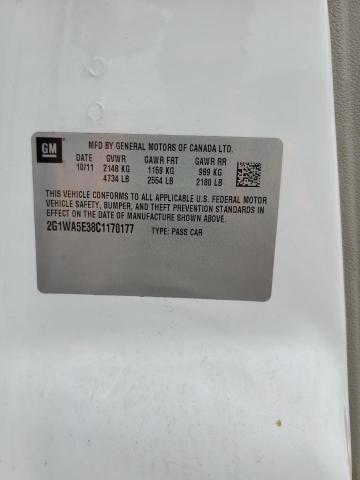 GM
MFD BY GENERAL MOTORS OF CANADA LTD.
DATE GVWR GAWR FRT GAWR RR
10/11 2148 KG 1159 KG 989 KG
4734 LB 2554 LB 2180 LB
THIS VEHICLE CONFORMS TO ALL APPLICABLE U.S. FEDERAL MOTOR
VEHICLE SAFETY, BUMPER, AND THEFT PREVENTION STANDARDS IN
EFFECT ON THE DATE OF MANUFACTURE SHOWN ABOVE.
2G1WA5E38C1170177 TYPE: PASS CAR